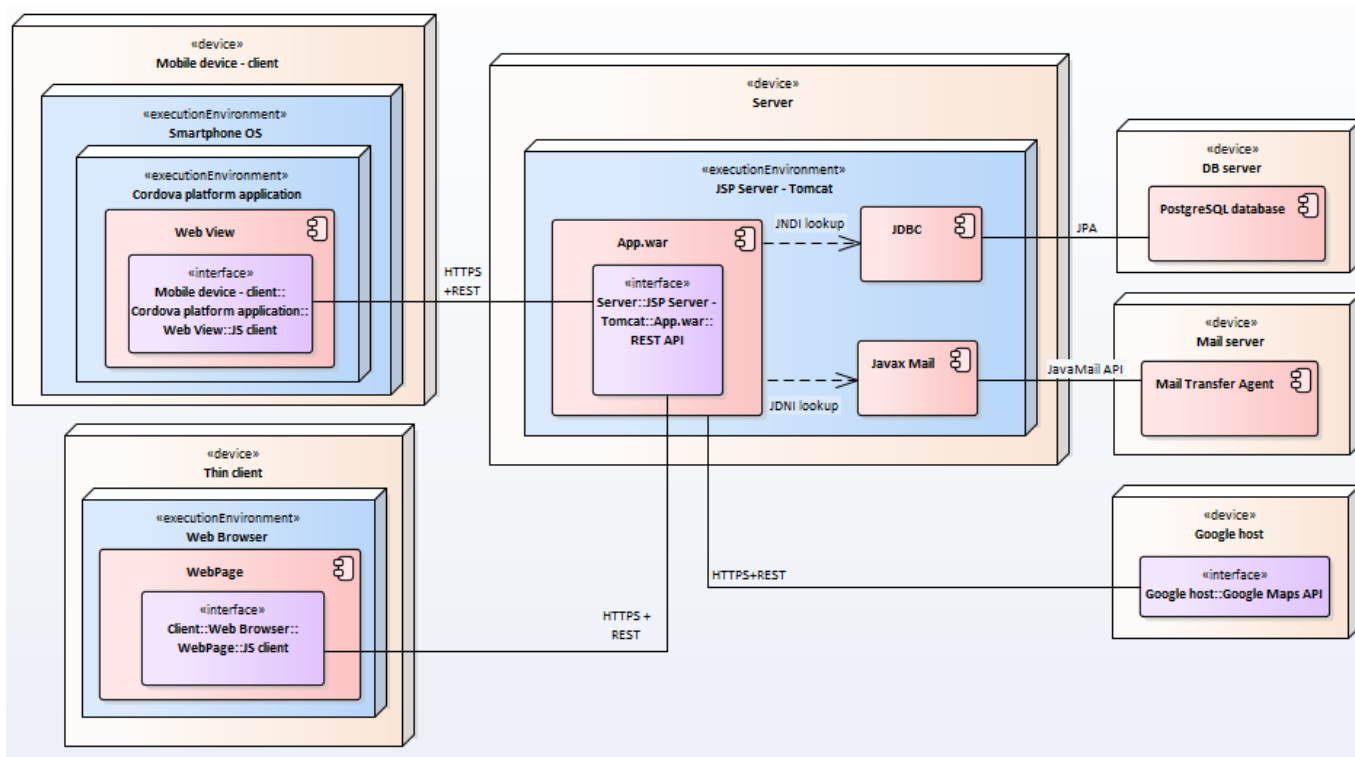 «device»
Mobile device - client
«executionEnvironment»
Smartphone OS
«executionEnvironment»
Cordova platform application
Web View
«interface»
Mobile device - client::
Cordova platform application::
Web View::JS client
HTTPS
+REST
«device»
Server
«executionEnvironment»
JSP Server - Tomcat
App.war
«interface»
Server::JSP Server -
Tomcat::App.war::
REST API
JNDI lookup
JDBC
JDNI lookup
Javax Mail
JPA
«device»
DB server
PostgreSQL database
JavaMail API
«device»
Mail server
Mail Transfer Agent
«device»
Thin client
«executionEnvironment»
Web Browser
WebPage
«interface»
Client::Web Browser::
WebPage::JS client
HTTPS +
REST
HTTPS+REST
«device»
Google host
«interface»
Google host::Google Maps API